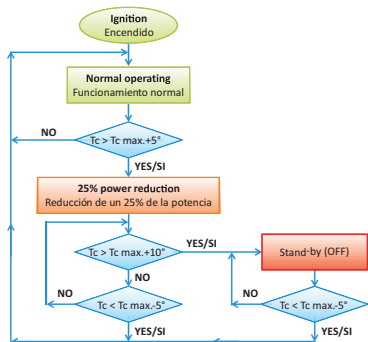 Ignition
Encendido
Normal operating
Funcionamiento normal
NO
Tc > Tc max.+5°
YES/SI
25% power reduction
Reducción de un 25% de la potencia
Tc > Tc max.+10°
YES/SI
Stand-by (OFF)
NO
NO
Tc < Tc max.-5°
NO
Tc < Tc max.-5°
YES/SI
YES/SI